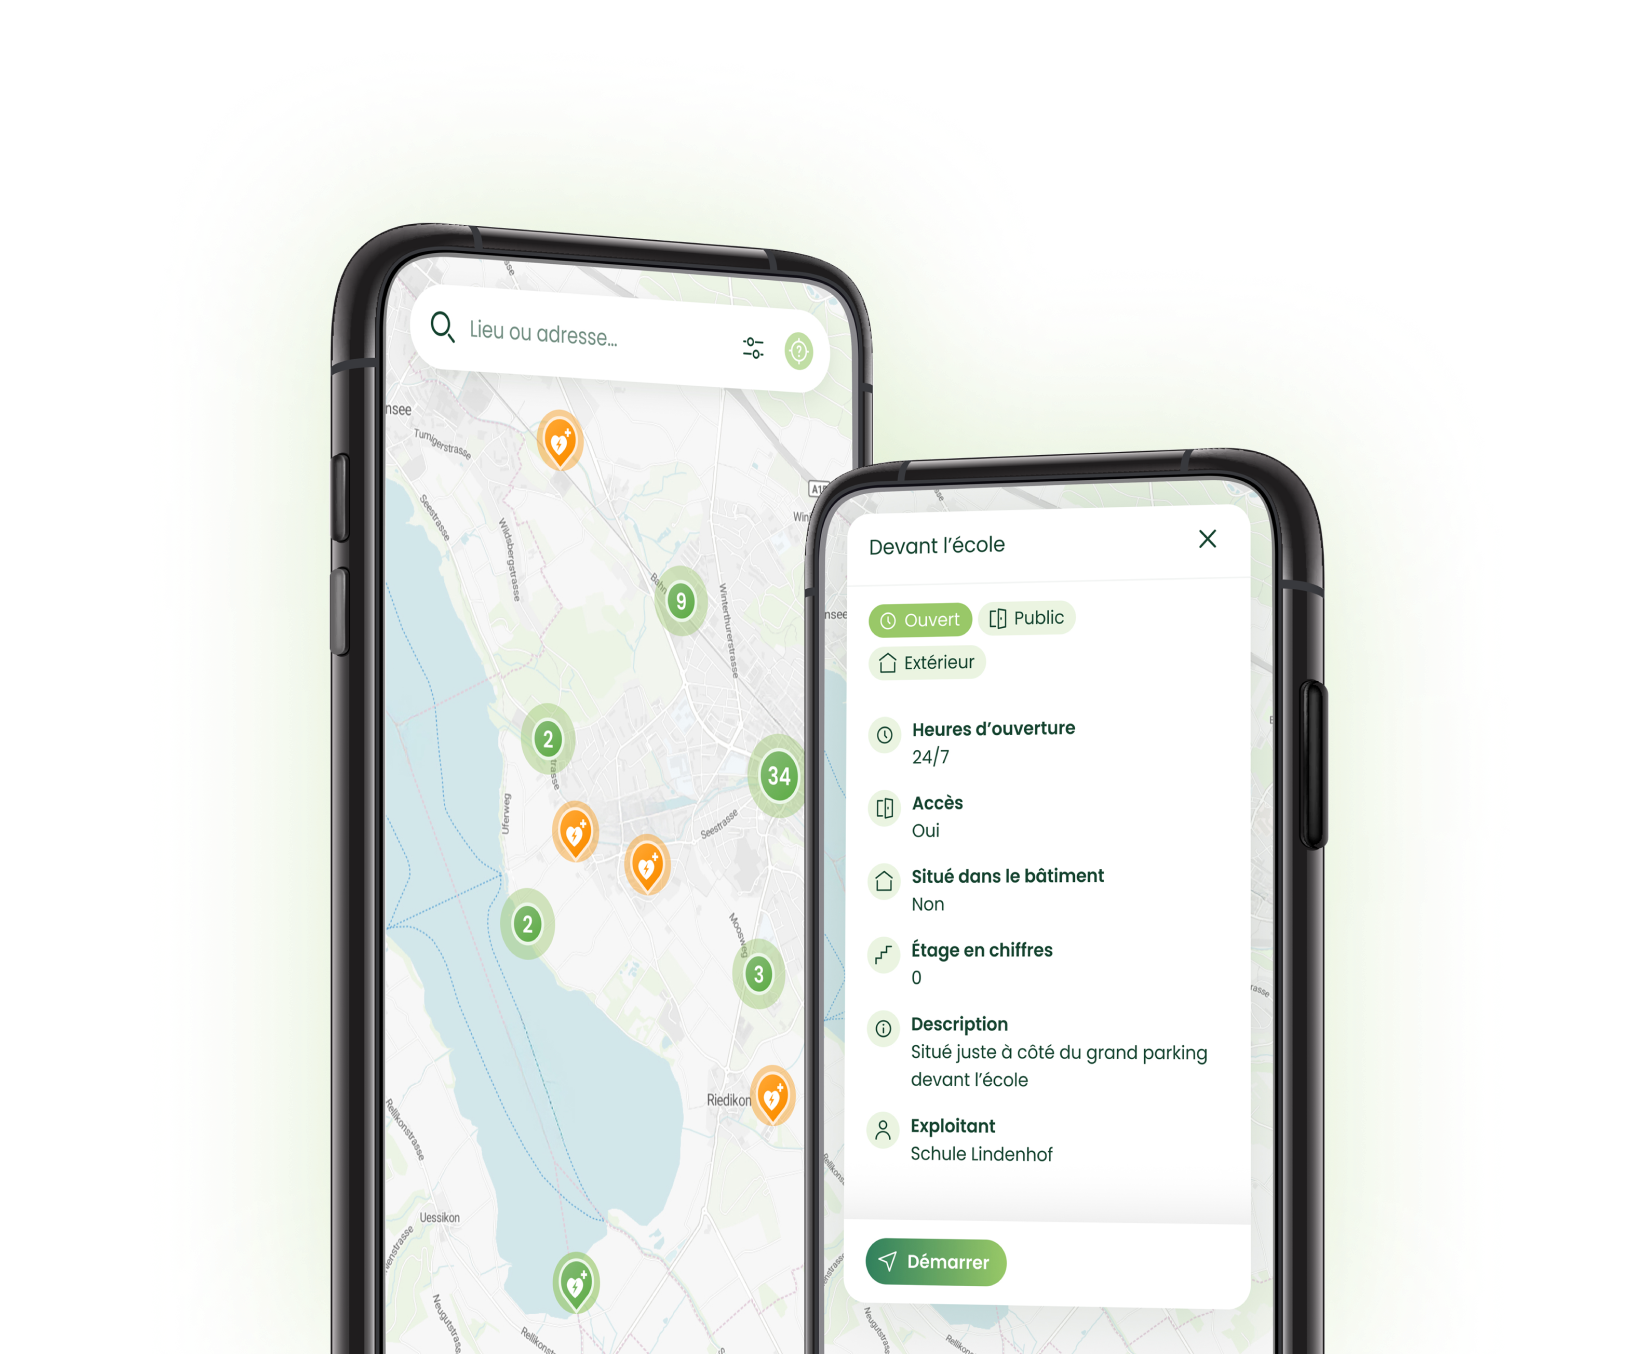 Lieu ou adresse...
nsee
Turnigerstrasse
Seestrasse
Wildsbergstrasse
9
Winterthurerstrasse
2
34
Uferweg
Seestrasse
2
Moosweg
3
Riedikon
Rellikonstrasse
Uessikon
Neugutstrasse
Devant l’école
Ouvert
Public
Extérieur
Heures d’ouverture
24/7
Accès
Oui
Situé dans le bâtiment
Non
Étage en chiffres
0
Description
Situé juste à côté du grand parking
devant l’école
Exploitant
Schule Lindenhof
Démarrer
nsee